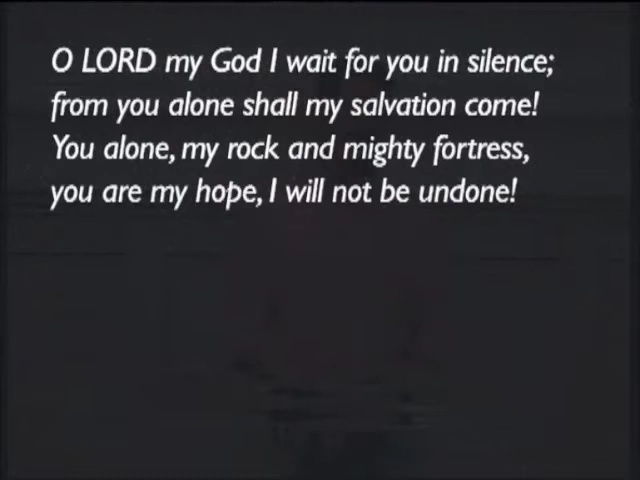 O LORD my God I wait for you in silence;
from you alone shall my salvation come!
You alone, my rock and mighty fortress,
you are my hope, I will not be undone!